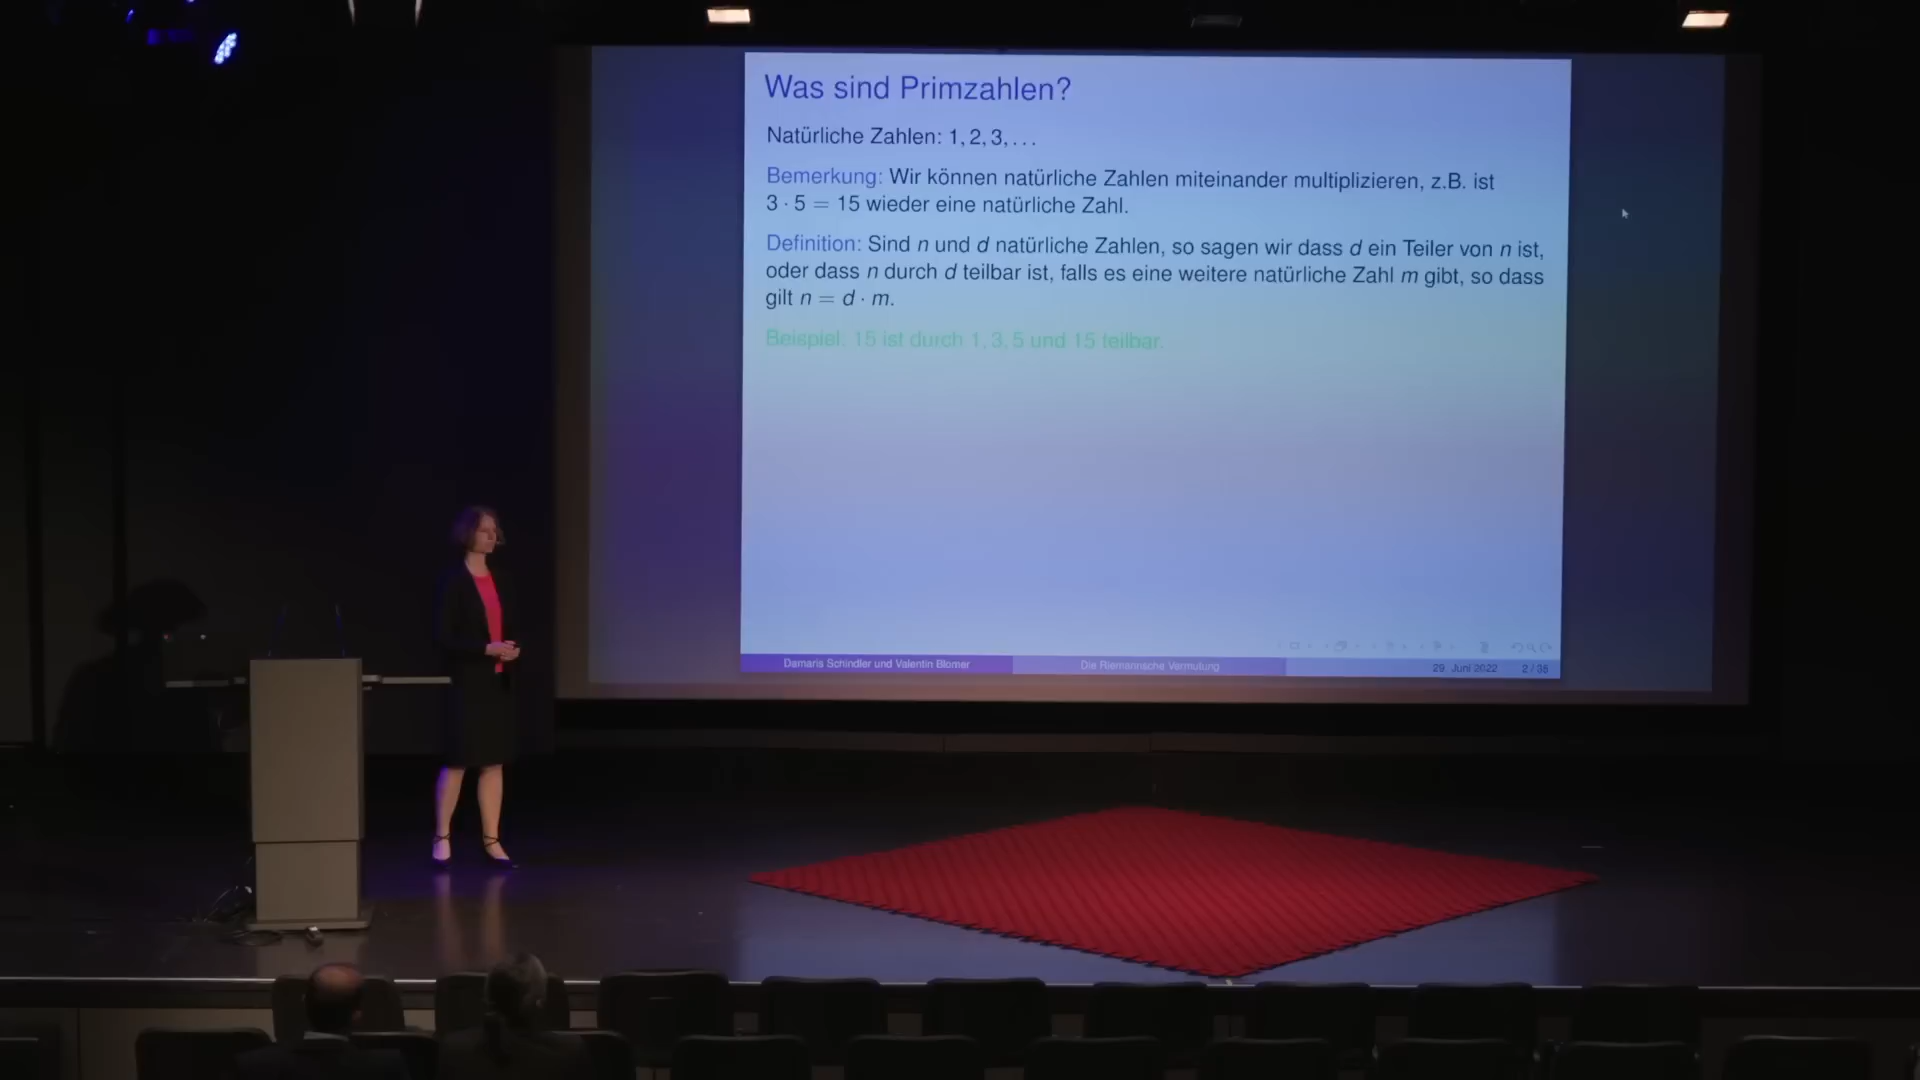 Was sind Primzahlen?
Natürliche Zahlen: 1, 2, 3, . . .
Bemerkung: Wir können natürliche Zahlen miteinander multiplizieren, z.B. ist
3 · 5 = 15 wieder eine natürliche Zahl.
Definition: Sind n und d natürliche Zahlen, so sagen wir dass d ein Teiler von n ist,
oder dass n durch d teilbar ist, falls es eine weitere natürliche Zahl m gibt, so dass
gilt n = d · m.
Beispiel: 15 ist durch 1, 3, 5 und 15 teilbar.
Damaris Schindler und Valentin Blomer
Die Riemannsche Vermutung
29. Juni 2022
2 / 35